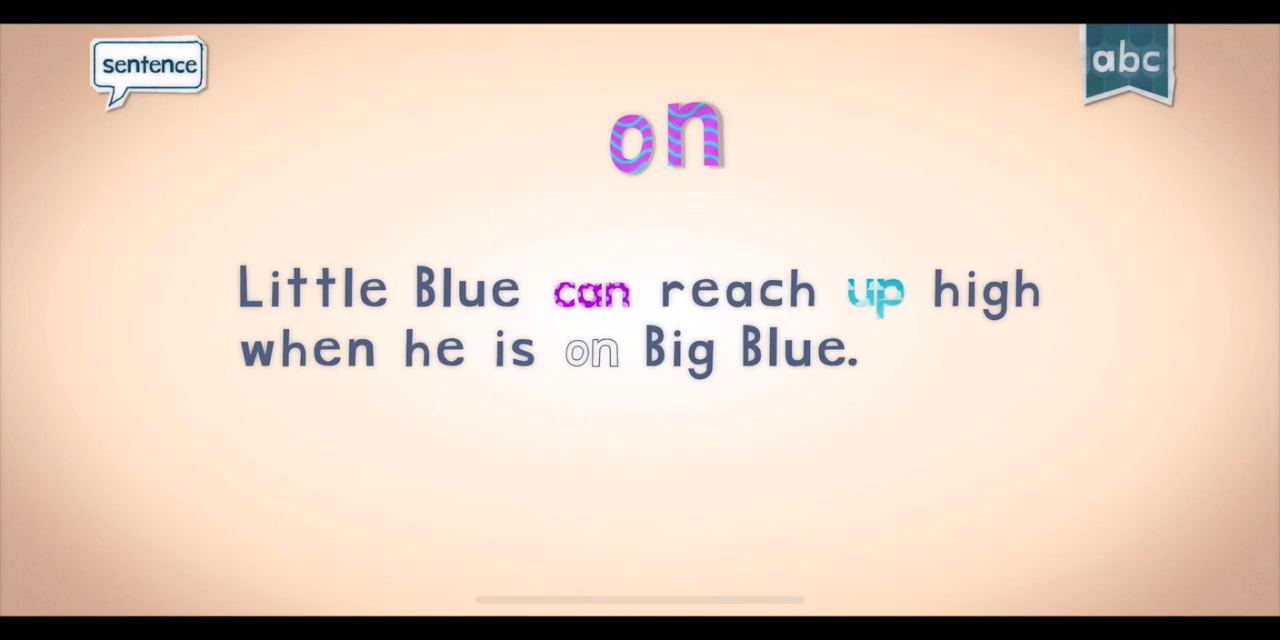 sentence
abc
on
Little Blue can reach up high
when he is on Big Blue.